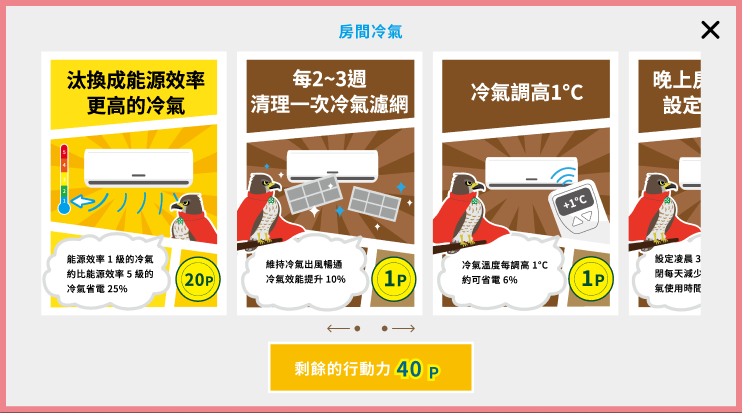 房間冷氣
汰換成能源效率
更高的冷氣
5
4
3
2
1
能源效率 1 級的冷氣
約比能源效率 5 級的
冷氣省電 25%
20P
每2~3週
清理一次冷氣濾網
維持冷氣出風暢通
冷氣效能提升 10%
1P
冷氣調高1°C
+1°C
冷氣溫度每調高 1°C
約可省電 6%
1P
晚上
設定
設定凌晨 3
閉每天減少
氣使用時間
剩餘的行動力 40 P